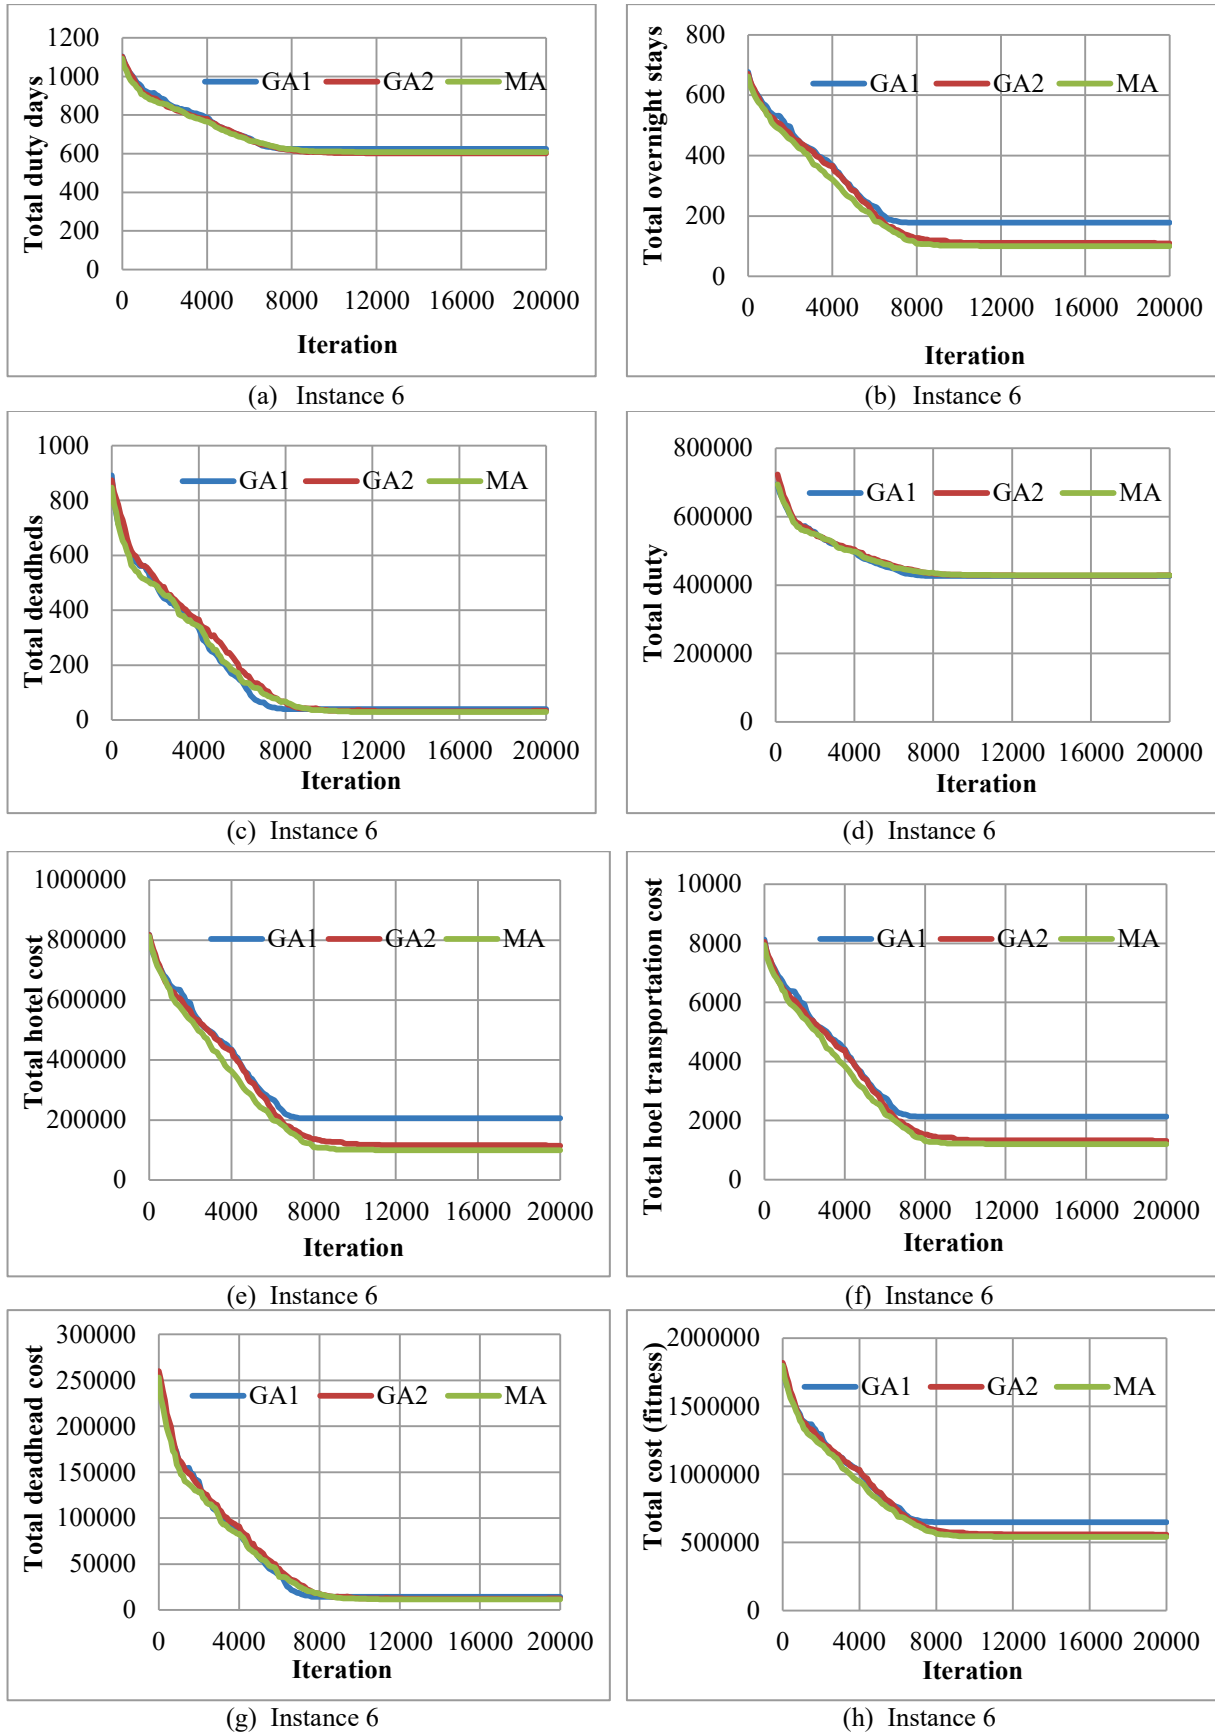 1200
1000
800
600
400
200
0
Total duty days
GA1 GA2 MA
0 4000 8000 12000 16000 20000
Iteration
(a) Instance 6
800
600
400
200
0
Total overnight stays
GA1 GA2 MA
0 4000 8000 12000 16000 20000
Iteration
(b) Instance 6
1000
800
600
400
200
0
Total deadheds
GA1 GA2 MA
0 4000 8000 12000 16000 20000
Iteration
(c) Instance 6
800000
600000
400000
200000
0
Total duty
GA1 GA2 MA
0 4000 8000 12000 16000 20000
Iteration
(d) Instance 6
1000000
800000
600000
400000
200000
0
Total hotel cost
GA1 GA2 MA
0 4000 8000 12000 16000 20000
Iteration
(e) Instance 6
10000
8000
6000
4000
2000
0
Total hoel transportation cost
GA1 GA2 MA
0 4000 8000 12000 16000 20000
Iteration
(f) Instance 6
300000
250000
200000
150000
100000
50000
0
Total deadhead cost
GA1 GA2 MA
0 4000 8000 12000 16000 20000
Iteration
(g) Instance 6
2000000
1500000
1000000
500000
0
Total cost (fitness)
GA1 GA2 MA
0 4000 8000 12000 16000 20000
Iteration
(h) Instance 6